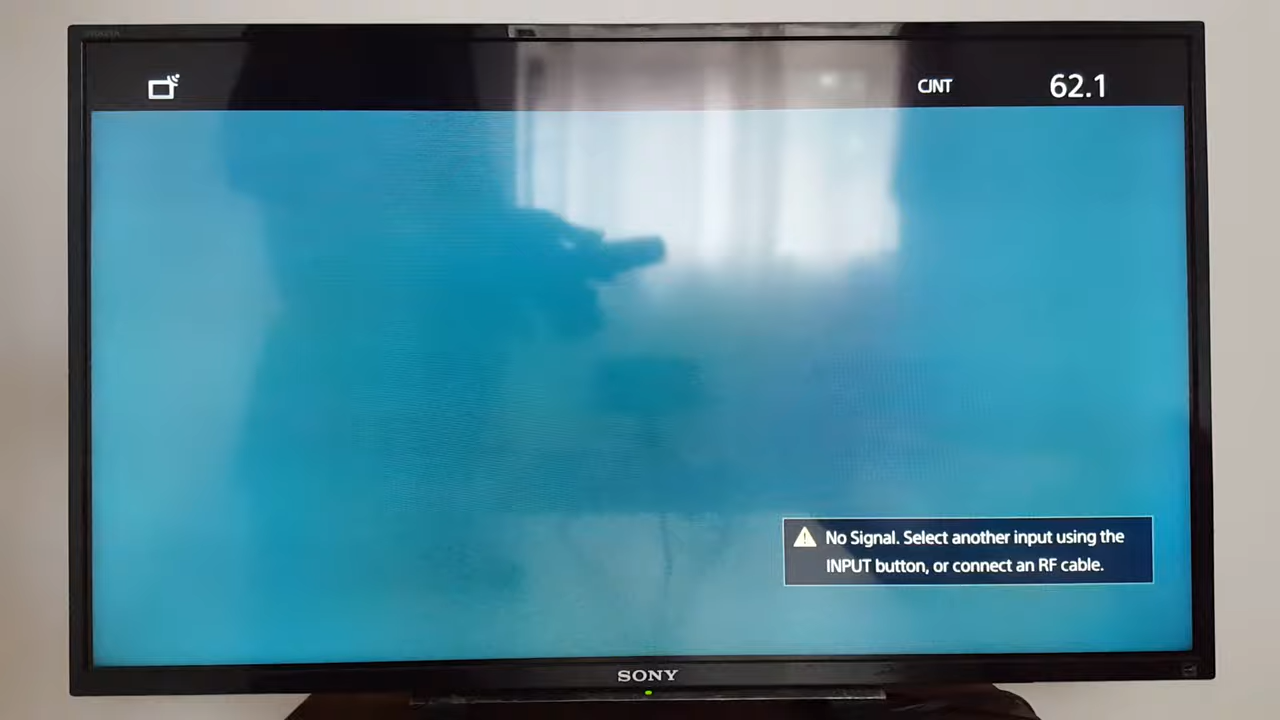 CJNT
62.1
No Signal. Select another input using the
INPUT button, or connect an RF cable.
SONY